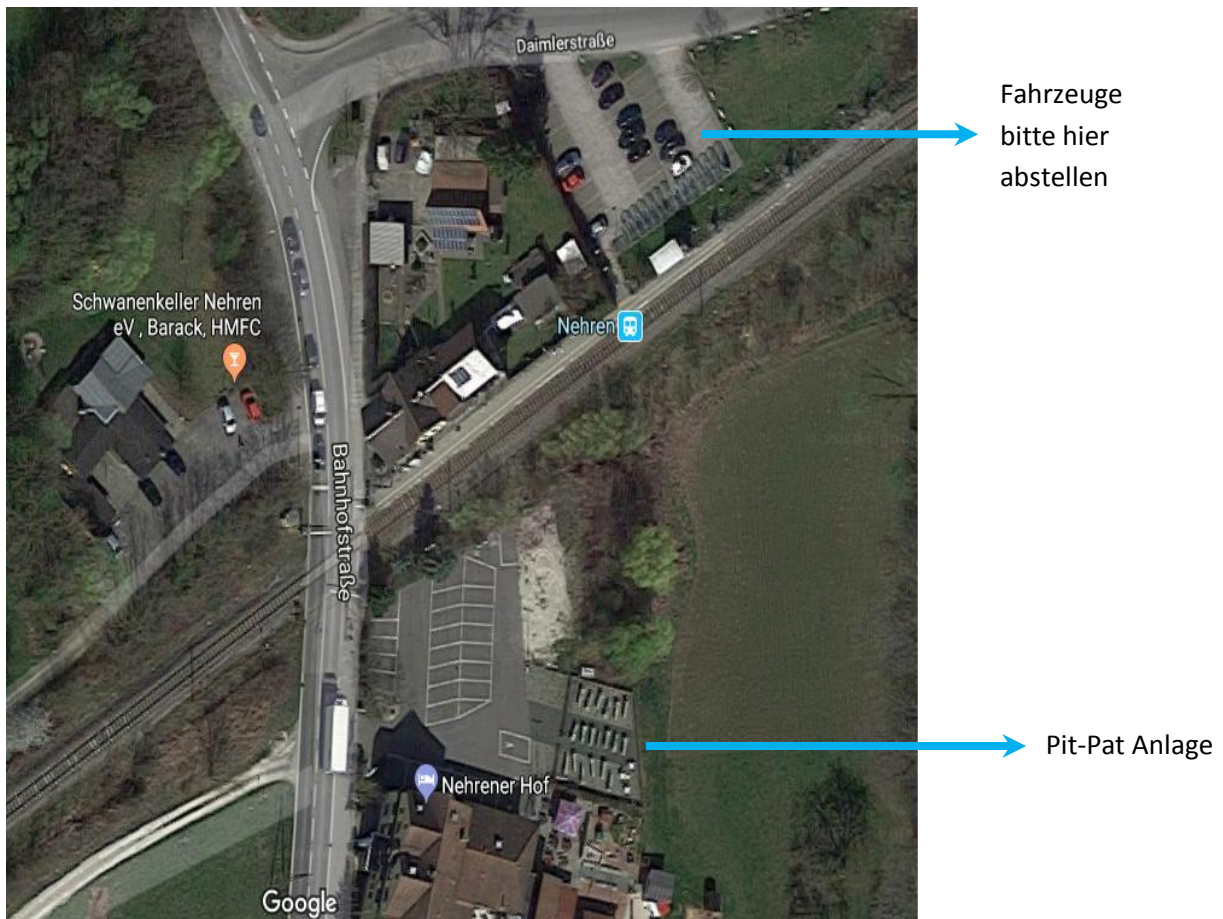 Daimlerstraße
Fahrzeuge
bitte hier
abstellen
Schwanenkeller Nehren
eV , Barack, HMFC
Nehren
Bahnhofstraße
Pit-Pat Anlage
Nehrener Hof
Google